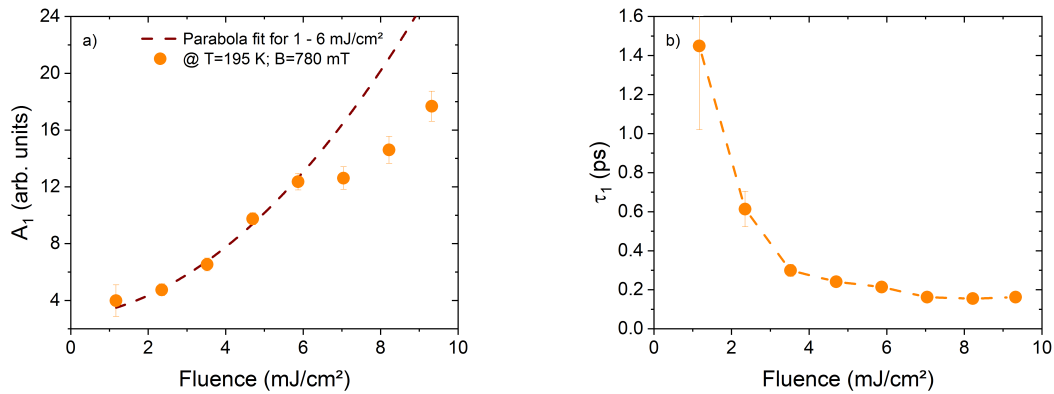 a)
Parabola fit for 1 - 6 mJ/cm²
@ T=195 K; B=780 mT
24
20
16
12
8
4
A₁ (arb. units)
0 2 4 6 8 10
Fluence (mJ/cm²)
b)
1.6
1.4
1.2
1.0
0.8
0.6
0.4
0.2
0.0
τ₁ (ps)
0 2 4 6 8 10
Fluence (mJ/cm²)